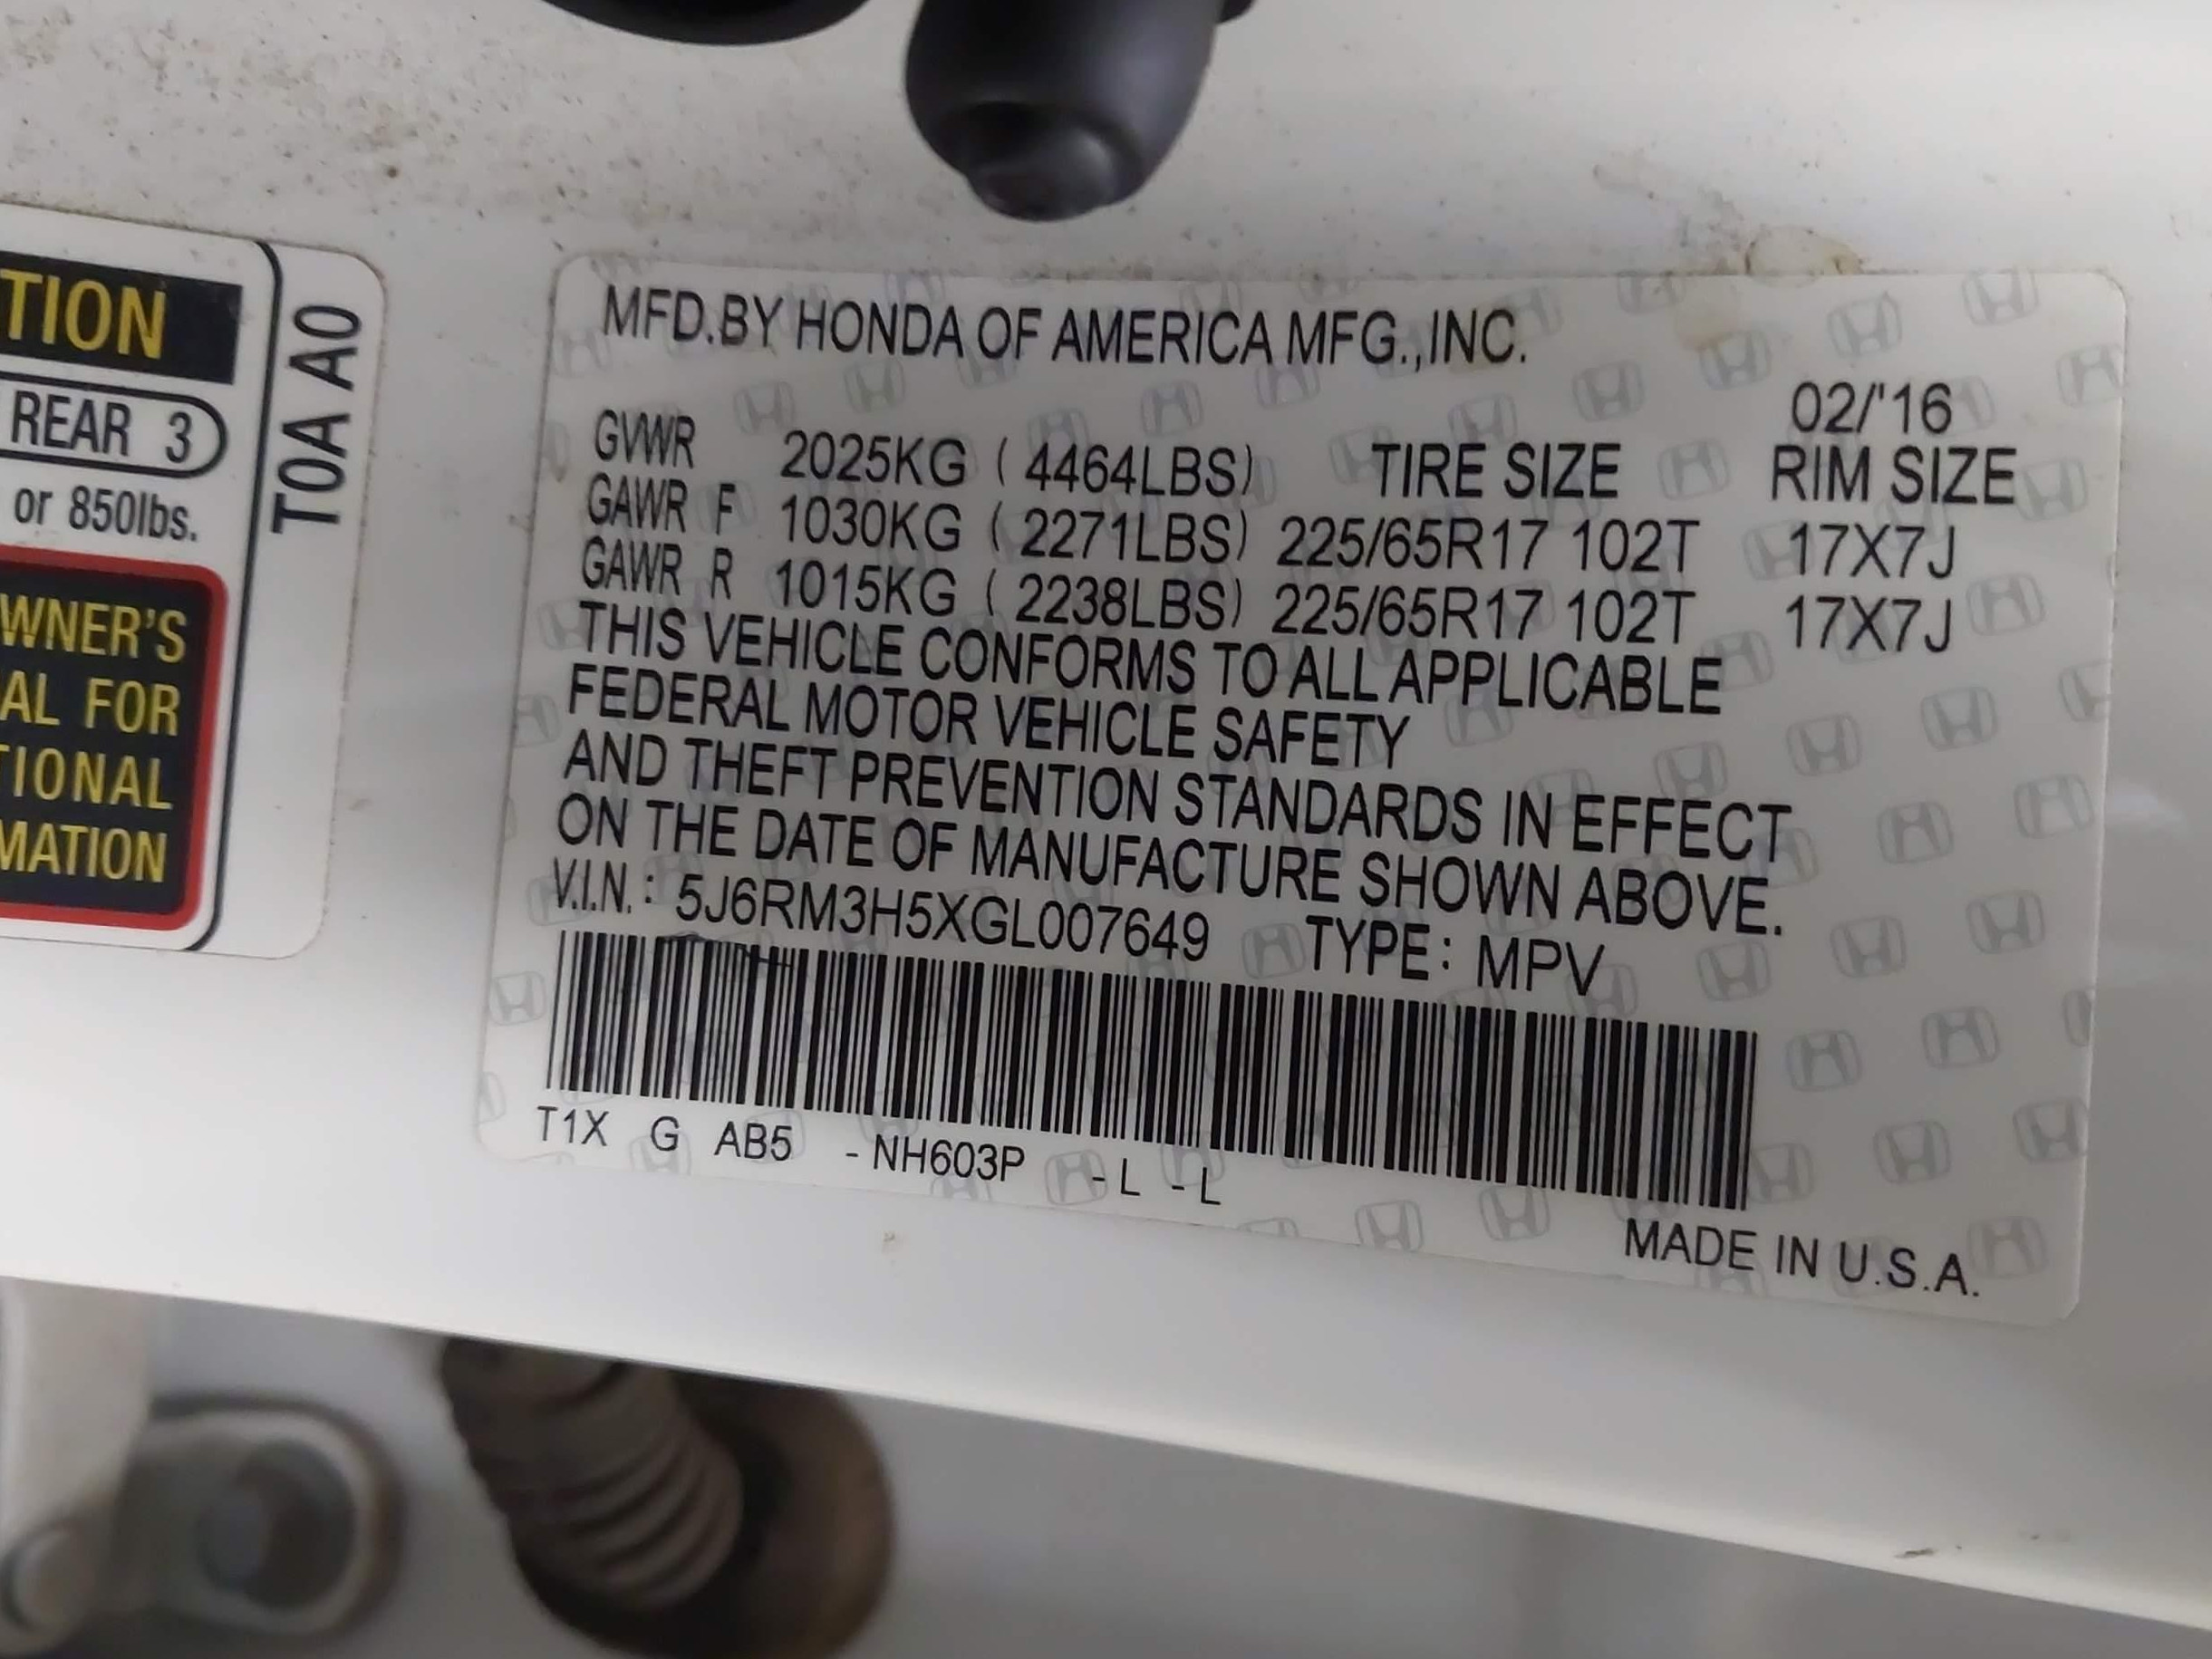 TION
REAR 3
or 850lbs.
WNER'S
AL FOR
TIONAL
MATION
T0A A0
MFD.BY HONDA OF AMERICA MFG.,INC.
02/'16
GVWR 2025KG ( 4464LBS) TIRE SIZE RIM SIZE
GAWR F 1030KG ( 2271LBS) 225/65R17 102T 17X7J
GAWR R 1015KG ( 2238LBS) 225/65R17 102T 17X7J
THIS VEHICLE CONFORMS TO ALL APPLICABLE
FEDERAL MOTOR VEHICLE SAFETY
AND THEFT PREVENTION STANDARDS IN EFFECT
ON THE DATE OF MANUFACTURE SHOWN ABOVE.
V.I.N.: 5J6RM3H5XGL007649 TYPE: MPV
T1X G AB5 -NH603P -L -L
MADE IN U.S.A.